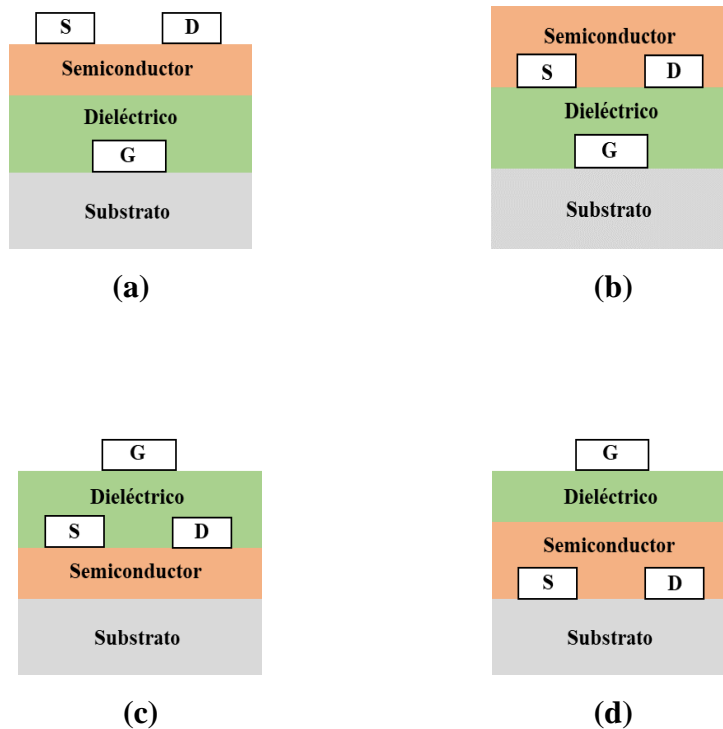 S D
Semiconductor
Dieléctrico
G
Substrato
(a)
Semiconductor
S D
Dieléctrico
G
Substrato
(b)
G
Dieléctrico
S D
Semiconductor
Substrato
(c)
G
Dieléctrico
Semiconductor
S D
Substrato
(d)